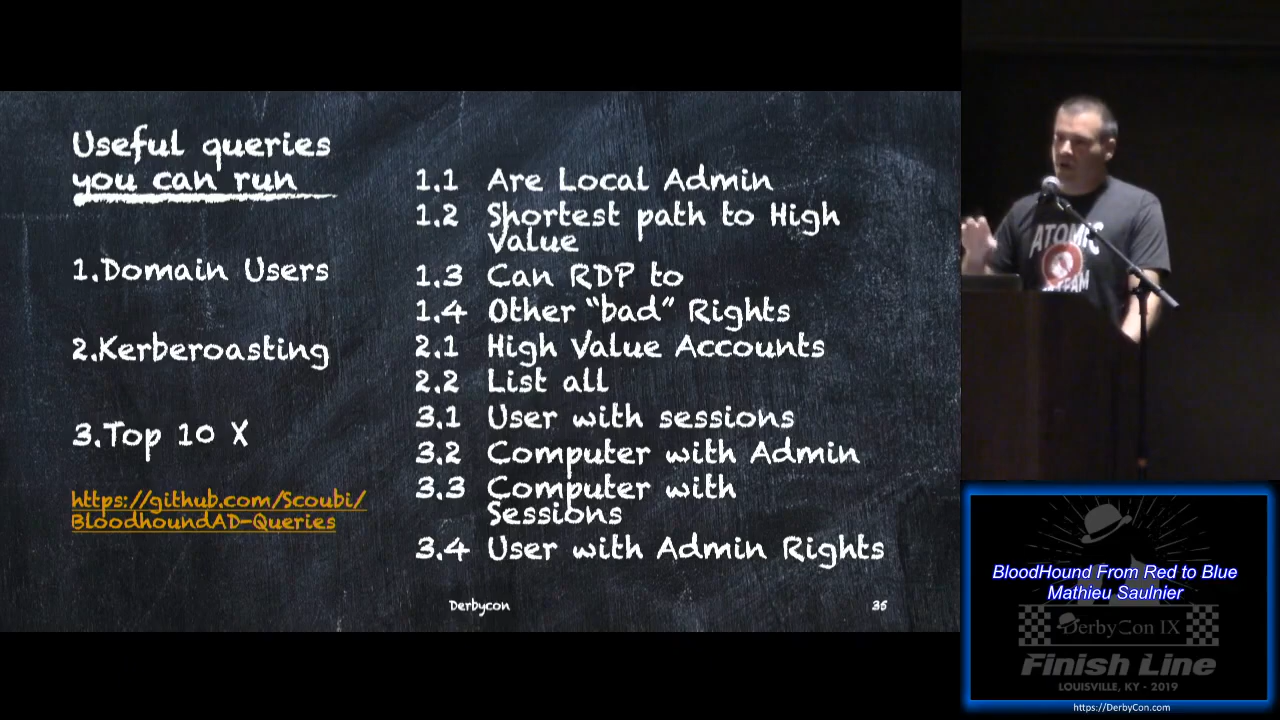 Useful queries
you can run
1.Domain Users
2.Kerberoasting
3.Top 10 X
https://github.com/Scoubi/
BloodhoundAD-Queries
1.1 Are Local Admin
1.2 Shortest path to High
Value
1.3 Can RDP to
1.4 Other “bad” Rights
2.1 High Value Accounts
2.2 List all
3.1 User with sessions
3.2 Computer with Admin
3.3 Computer with
Sessions
3.4 User with Admin Rights
Derbycon
35
ATOMIC
BloodHound From Red to Blue
Mathieu Saulnier
DerbyCon IX
Finish Line
LOUISVILLE, KY - 2019
https://DerbyCon.com